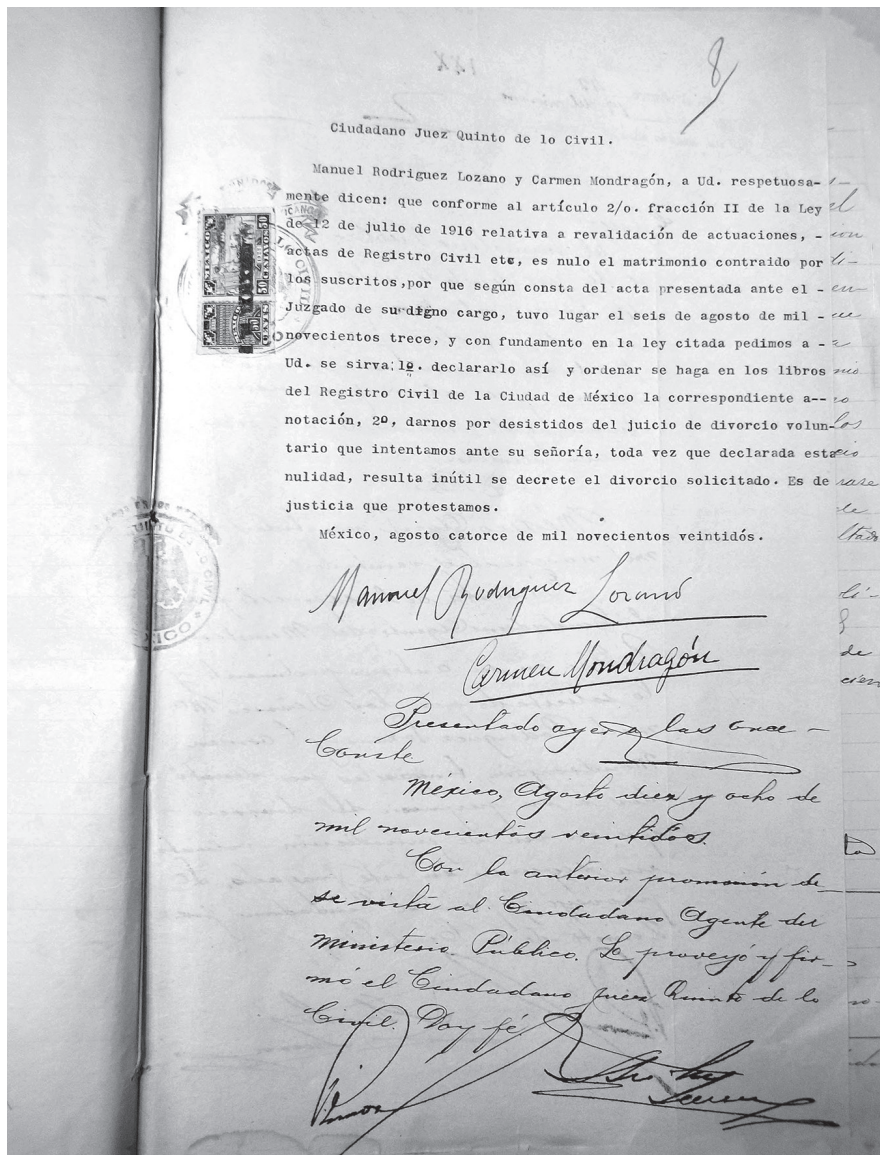 8
Ciudadano Juez Quinto de lo Civil.
Manuel Rodriguez Lozano y Carmen Mondragón, a Ud. respetuosa-
mente dicen: que conforme al artículo 2/o. fracción II de la Ley
de 12 de julio de 1916 relativa a revalidación de actuaciones, -
actas de Registro Civil etc, es nulo el matrimonio contraido por
los suscritos,por que según consta del acta presentada ante el -
Juzgado de su digno cargo, tuvo lugar el seis de agosto de mil -
novecientos trece, y con fundamento en la ley citada pedimos a -
Ud. se sirva:1º. declararlo así y ordenar se haga en los libros
del Registro Civil de la Ciudad de México la correspondiente a--
notación, 2º, darnos por desistidos del juicio de divorcio volun-
tario que intentamos ante su señoría, toda vez que declarada esta
nulidad, resulta inútil se decrete el divorcio solicitado. Es de
justicia que protestamos.
México, agosto catorce de mil novecientos veintidós.
Manuel Rodriguez Lozano
Carmen Mondragón
Presentado ayer a las once -
Conste
México, Agosto diez y ocho de
mil novecientos veintidós.
Con la anterior promoción de-
se vista al Ciudadano Agente del
Ministerio Público. Lo proveyó y fir-
mó el Ciudadano Juez Quinto de lo
Civil. Doy fé